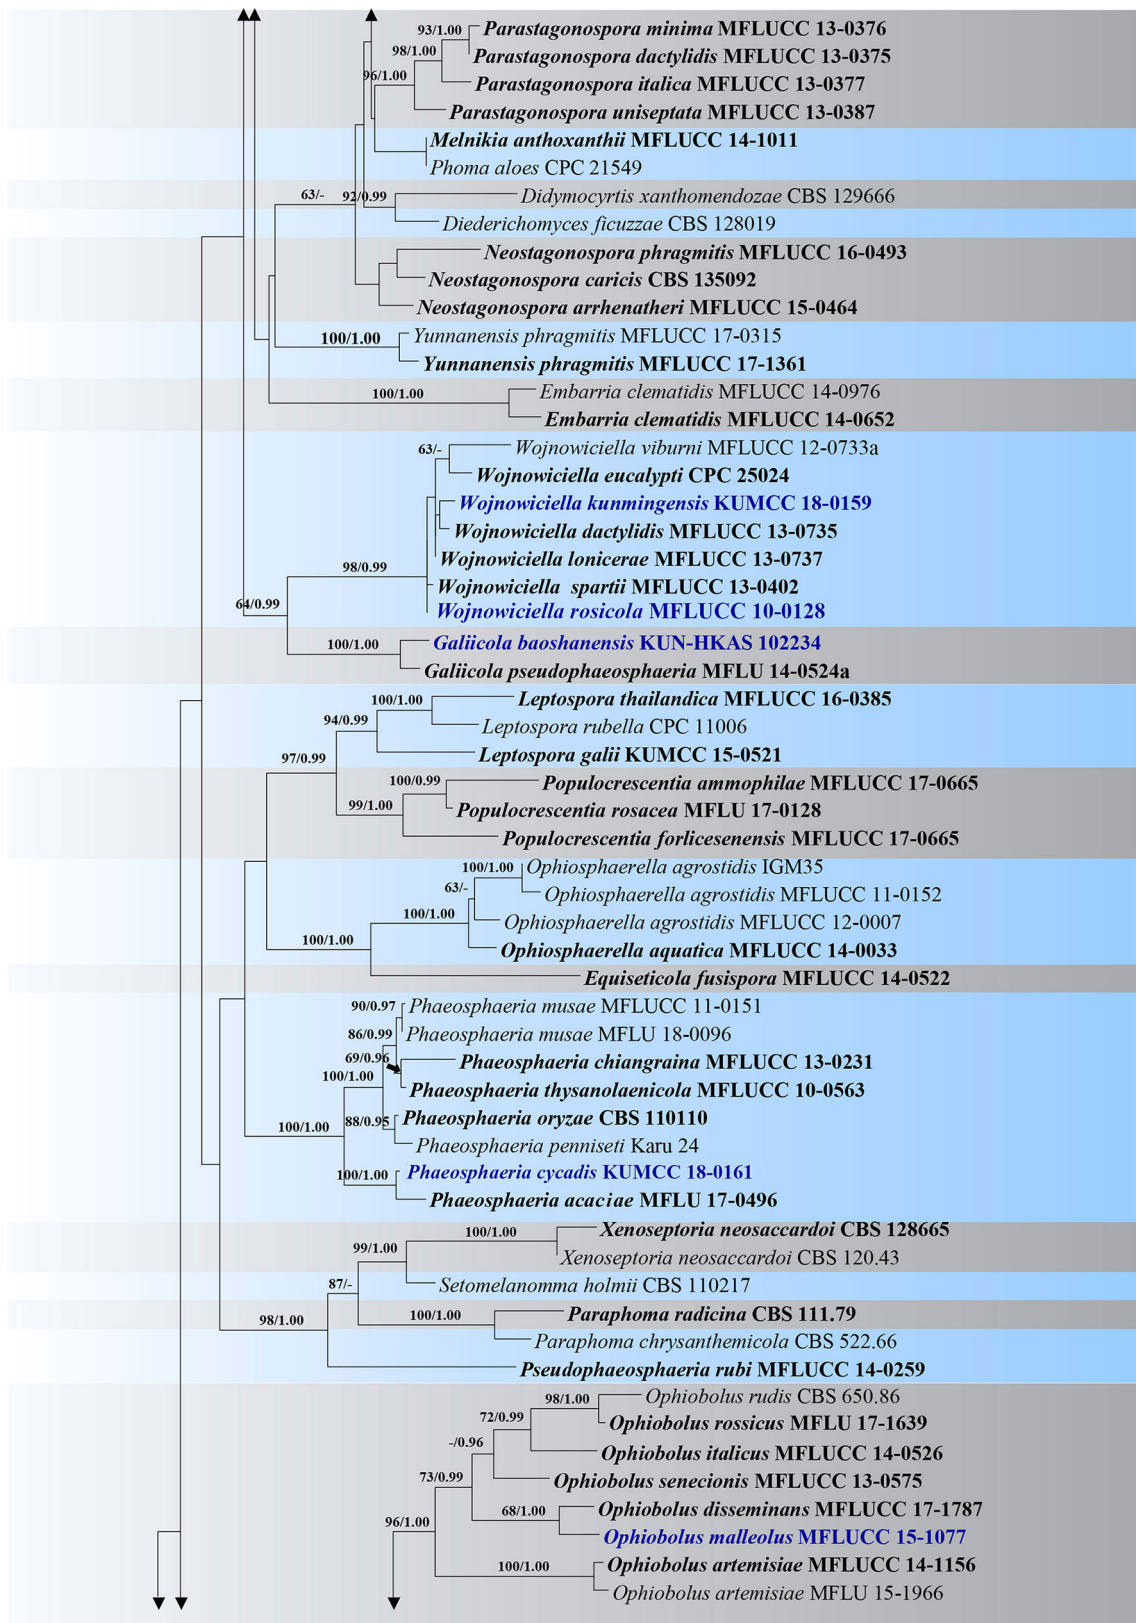 93/1.00
Parastagonospora minima MFLUCC 13-0376
98/1.00
Parastagonospora dactylidis MFLUCC 13-0375
96/1.00
Parastagonospora italica MFLUCC 13-0377
Parastagonospora uniseptata MFLUCC 13-0387
Melnikia anthoxanthii MFLUCC 14-1011
Phoma aloes CPC 21549
63/-
92/0.99
Didymocyrtis xanthomendozae CBS 129666
Diederichomyces ficuzzae CBS 128019
Neostagonospora phragmitis MFLUCC 16-0493
Neostagonospora caricis CBS 135092
Neostagonospora arrhenatheri MFLUCC 15-0464
100/1.00
Yunnanensis phragmitis MFLUCC 17-0315
Yunnanensis phragmitis MFLUCC 17-1361
100/1.00
Embarria clematidis MFLUCC 14-0976
Embarria clematidis MFLUCC 14-0652
63/-
Wojnowiciella viburni MFLUCC 12-0733a
Wojnowiciella eucalypti CPC 25024
Wojnowiciella kunmingensis KUMCC 18-0159
Wojnowiciella dactylidis MFLUCC 13-0735
Wojnowiciella lonicerae MFLUCC 13-0737
98/0.99
Wojnowiciella spartii MFLUCC 13-0402
64/0.99
Wojnowiciella rosicola MFLUCC 10-0128
100/1.00
Galiicola baoshanensis KUN-HKAS 102234
Galiicola pseudophaeosphaeria MFLU 14-0524a
100/1.00
Leptospora thailandica MFLUCC 16-0385
94/0.99
Leptospora rubella CPC 11006
97/0.99
Leptospora galii KUMCC 15-0521
100/0.99
Populocrescentia ammophilae MFLUCC 17-0665
99/1.00
Populocrescentia rosacea MFLU 17-0128
Populocrescentia forlicesenensis MFLUCC 17-0665
100/1.00
Ophiosphaerella agrostidis IGM35
63/-
Ophiosphaerella agrostidis MFLUCC 11-0152
100/1.00
Ophiosphaerella agrostidis MFLUCC 12-0007
100/1.00
Ophiosphaerella aquatica MFLUCC 14-0033
Equiseticola fusispora MFLUCC 14-0522
90/0.97
Phaeosphaeria musae MFLUCC 11-0151
86/0.99
Phaeosphaeria musae MFLU 18-0096
69/0.96
Phaeosphaeria chiangraina MFLUCC 13-0231
100/1.00
Phaeosphaeria thysanolaenicola MFLUCC 10-0563
88/0.95
Phaeosphaeria oryzae CBS 110110
100/1.00
Phaeosphaeria penniseti Karu 24
100/1.00
Phaeosphaeria cycadis KUMCC 18-0161
Phaeosphaeria acaciae MFLU 17-0496
100/1.00
Xenoseptoria neosaccardoi CBS 128665
99/1.00
Xenoseptoria neosaccardoi CBS 120.43
87/-
Setomelanomma holmii CBS 110217
98/1.00
100/1.00
Paraphoma radicina CBS 111.79
Paraphoma chrysanthemicola CBS 522.66
Pseudophaeosphaeria rubi MFLUCC 14-0259
98/1.00
Ophiobolus rudis CBS 650.86
72/0.99
Ophiobolus rossicus MFLU 17-1639
-/0.96
Ophiobolus italicus MFLUCC 14-0526
73/0.99
Ophiobolus senecionis MFLUCC 13-0575
68/1.00
Ophiobolus disseminans MFLUCC 17-1787
96/1.00
Ophiobolus malleolus MFLUCC 15-1077
100/1.00
Ophiobolus artemisiae MFLUCC 14-1156
Ophiobolus artemisiae MFLU 15-1966